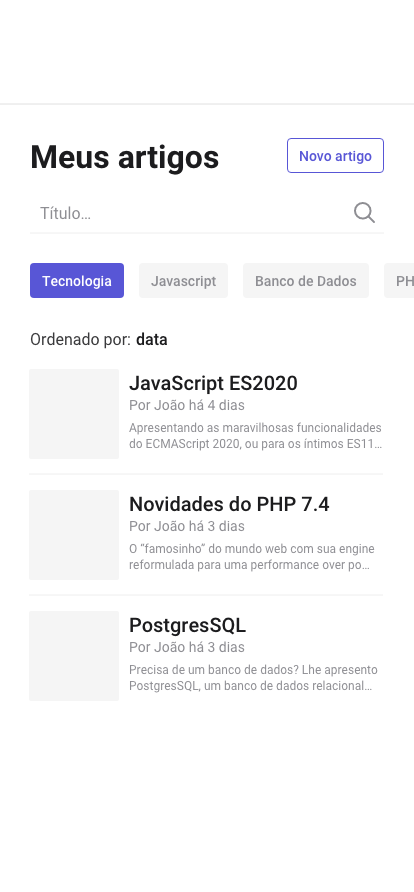 Meus artigos
Novo artigo
Título...
Tecnologia
Javascript
Banco de Dados
PH
Ordenado por: data
JavaScript ES2020
Por João há 4 dias
Apresentando as maravilhosas funcionalidades
do ECMAScript 2020, ou para os íntimos ES11...
Novidades do PHP 7.4
Por João há 3 dias
O “famosinho” do mundo web com sua engine
reformulada para uma performance over po...
PostgresSQL
Por João há 3 dias
Precisa de um banco de dados? Lhe apresento
PostgresSQL, um banco de dados relacional...